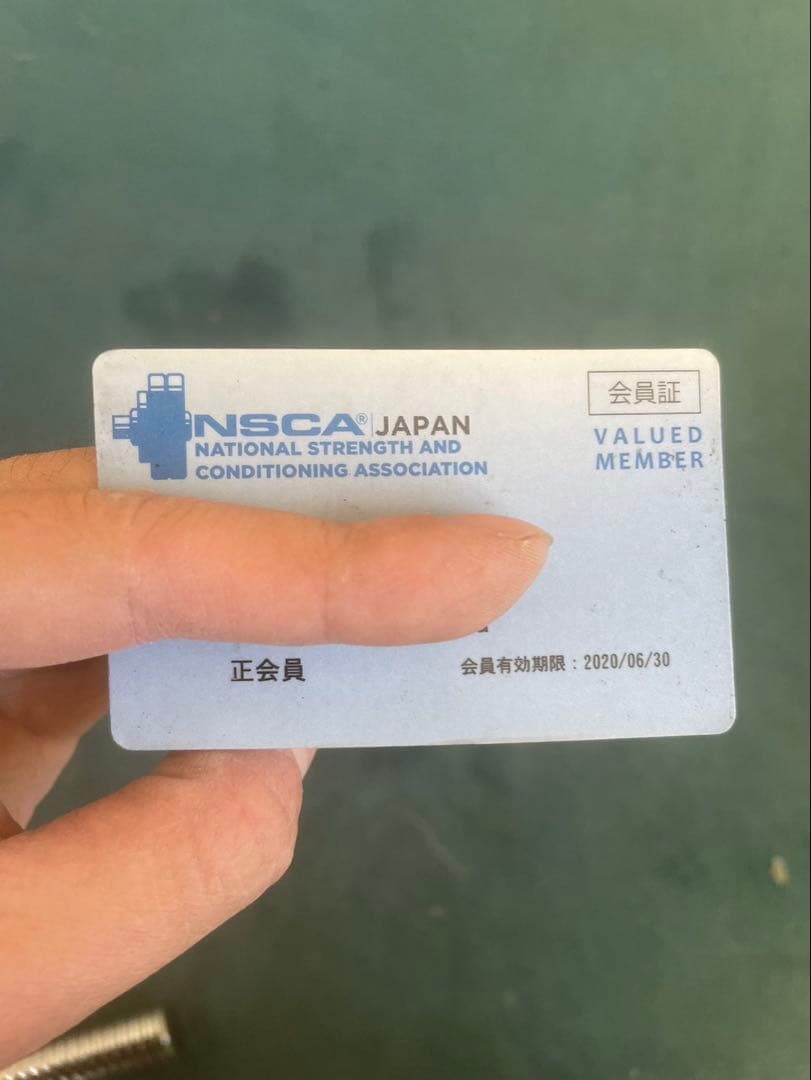 NSCA® JAPAN
NATIONAL STRENGTH AND
CONDITIONING ASSOCIATION
会員証
VALUED
MEMBER
正会員
会員有効期限：2020/06/30